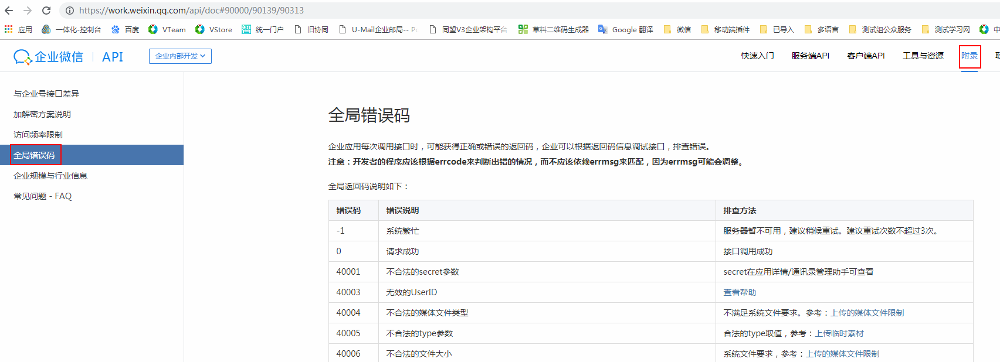 https://work.weixin.qq.com/api/doc#90000/90139/90313
应用 一体化-控制台 百度 VTeam VStore 统一门户 旧协同 U-Mail企业邮局-- 同望V3企业架构平台 草料二维码生成器 Google 翻译 微信 移动端插件 已导入 多语言 测试组公众服务 测试学习网
企业微信 | API 企业内部开发 快速入门 服务端API 客户端API 工具与资源 附录
与企业号接口差异
加解密方案说明
访问频率限制
全局错误码
企业规模与行业信息
常见问题 - FAQ
全局错误码
企业应用每次调用接口时，可能获得正确或错误的返回码，企业可以根据返回码信息调试接口，排查错误。
注意：开发者的程序应该根据errcode来判断出错的情况，而不应该依赖errmsg来匹配，因为errmsg可能会调整。
全局返回码说明如下：
错误码 错误说明 排查方法
-1 系统繁忙 服务器暂不可用，建议稍候重试。建议重试次数不超过3次。
0 请求成功 接口调用成功
40001 不合法的secret参数 secret在应用详情/通讯录管理助手可查看
40003 无效的UserID 查看帮助
40004 不合法的媒体文件类型 不满足系统文件要求。参考：上传的媒体文件限制
40005 不合法的type参数 合法的type取值，参考：上传临时素材
40006 不合法的文件大小 系统文件要求，参考：上传的媒体文件限制